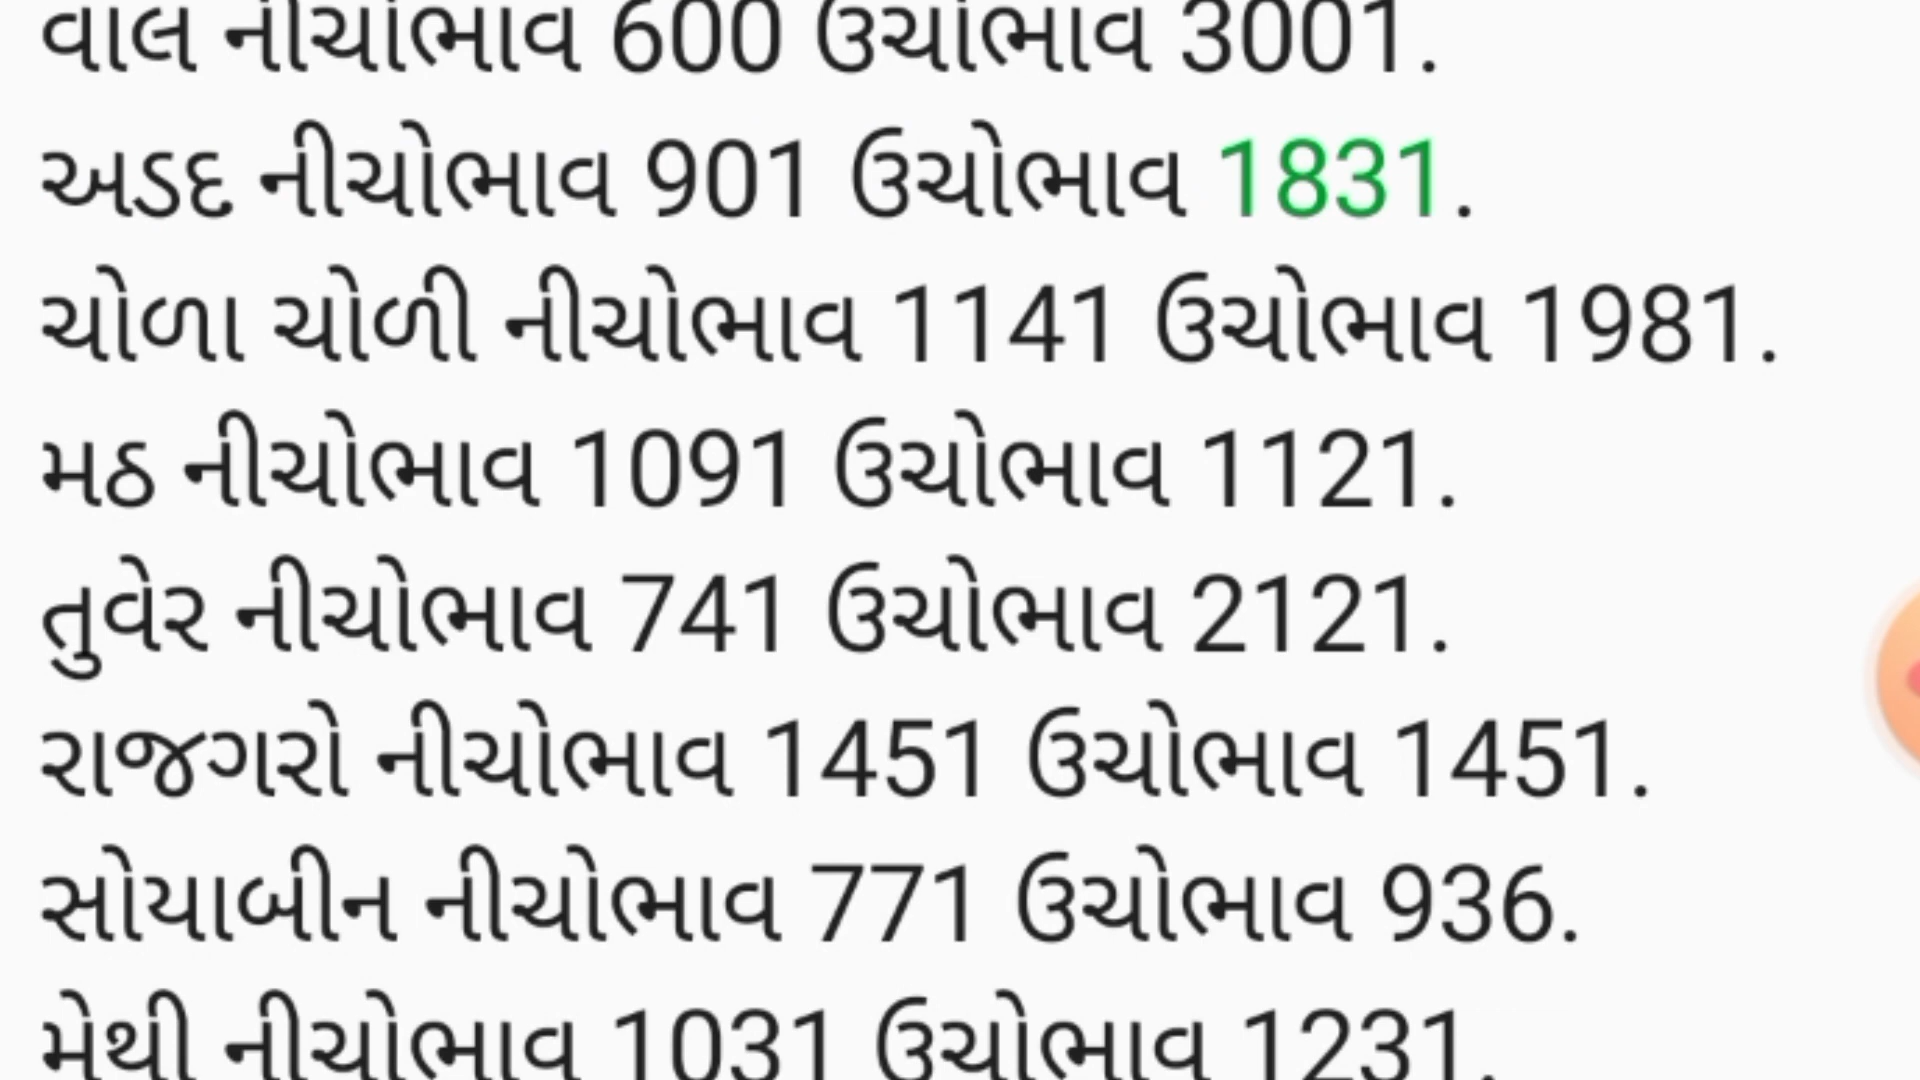 વાલ નીચોભાવ 600 ઉચોભાવ 3001.
અડદ નીચોભાવ 901 ઉચોભાવ 1831.
ચોળા ચોળી નીચોભાવ 1141 ઉચોભાવ 1981.
મઠ નીચોભાવ 1091 ઉચોભાવ 1121.
તુવેર નીચોભાવ 741 ઉચોભાવ 2121.
રાજગરો નીચોભાવ 1451 ઉચોભાવ 1451.
સોયાબીન નીચોભાવ 771 ઉચોભાવ 936.
મેથી નીચોભાવ 1031 ઉચોભાવ 1231.